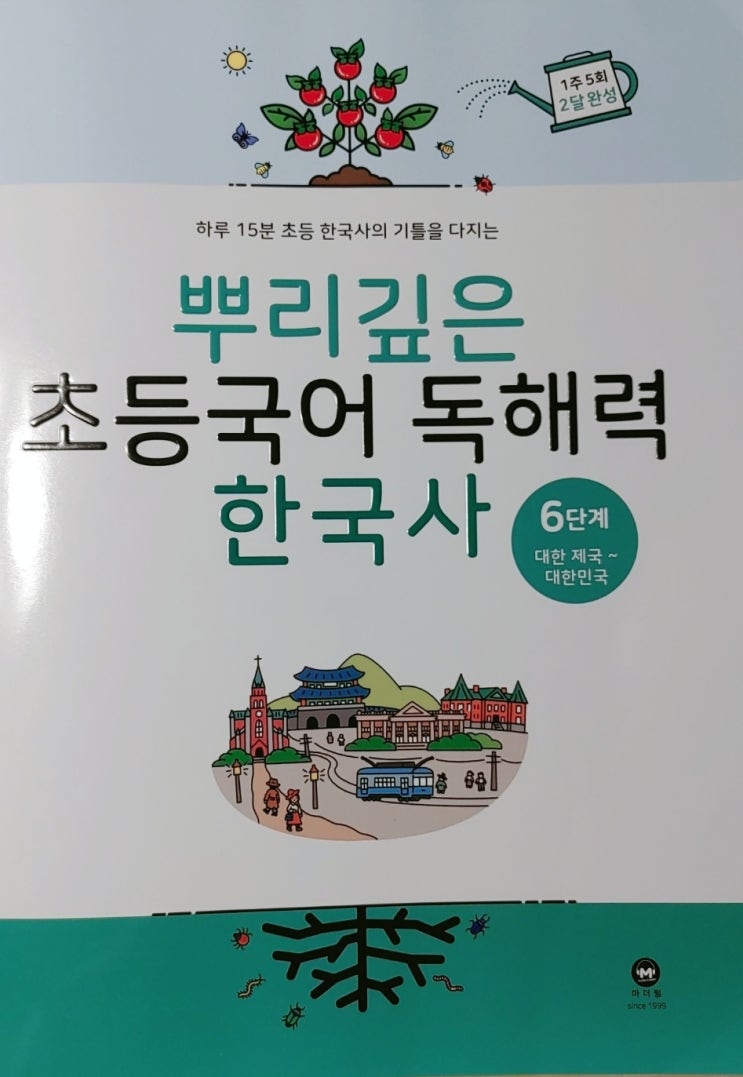 1주 5회
2달 완성
하루 15분 초등 한국사의 기틀을 다지는
뿌리깊은
초등국어 독해력
한국사
6단계
대한 제국 ~
대한민국
M
마더텅
since 1999